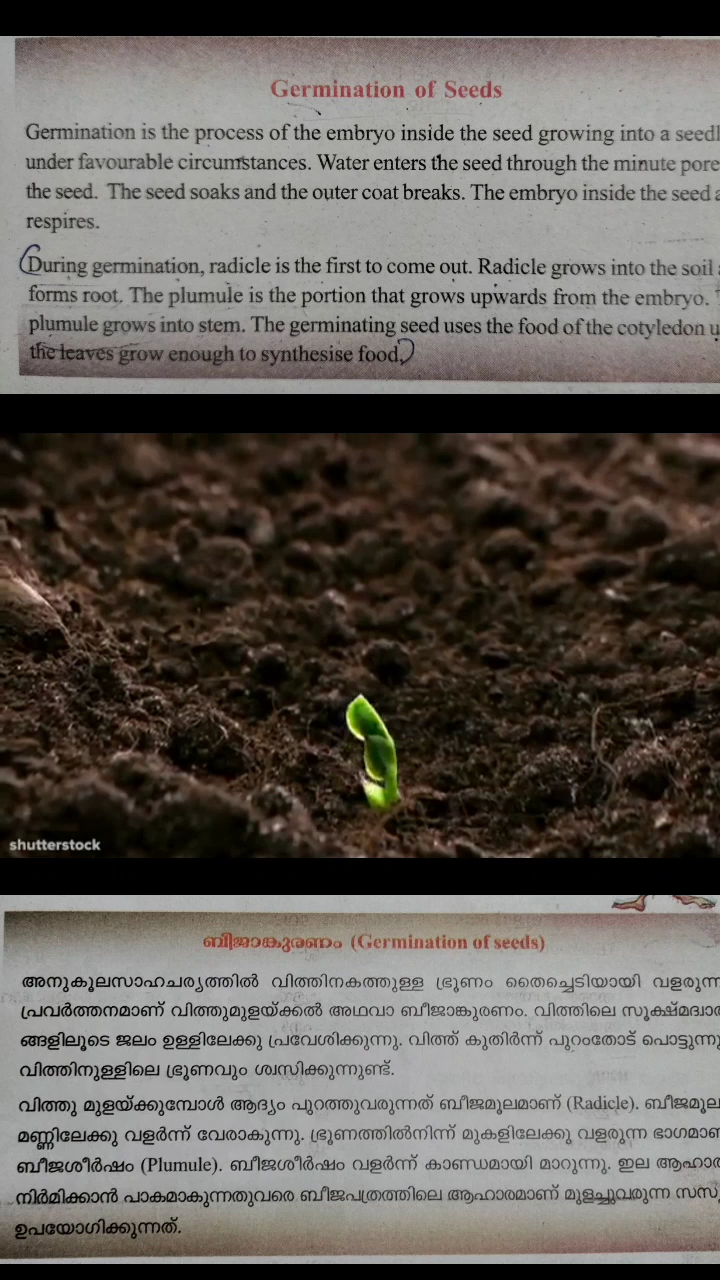 Germination of Seeds
Germination is the process of the embryo inside the seed growing into a
under favourable circumstances. Water enters the seed through the minute pore
the seed. The seed soaks and the outer coat breaks. The embryo inside the seed
respires.
During germination, radicle is the first to come out. Radicle grows into the soil
forms root. The plumule is the portion that grows upwards from the embryo.
plumule grows into stem. The germinating seed uses the food of the cotyledon
the leaves grow enough to synthesise food.
shutterstock
ബീജാങ്കുരണം (Germination of seeds)
അനുകൂലസാഹചര്യത്തിൽ വിത്തിനകത്തുള്ള ഭ്രൂണം തൈച്ചെടിയായി
പ്രവർത്തനമാണ് വിത്തുമുളയ്ക്കൽ അഥവാ ബീജാങ്കുരണം. വിത്തിലെ
ങ്ങളിലൂടെ ജലം ഉള്ളിലേക്കു പ്രവേശിക്കുന്നു. വിത്ത് കുതിർന്ന് പുറംതോട് പൊട്ടുന്നു
വിത്തിനുള്ളിലെ ഭ്രൂണവും ശ്വസിക്കുന്നുണ്ട്.
വിത്തു മുളയ്ക്കുമ്പോൾ ആദ്യം പുറത്തുവരുന്നത് ബീജമൂലമാണ് (Radicle).
മണ്ണിലേക്കു വളർന്ന് വേരാകുന്നു. ഭ്രൂണത്തിൽനിന്ന് മുകളിലേക്കു വളരുന്ന
ബീജശീർഷം (Plumule). ബീജശീർഷം വളർന്ന് കാണ്ഡമായി മാറുന്നു. ഇല
നിർമിക്കാൻ പാകമാകുന്നതുവരെ ബീജപത്രത്തിലെ ആഹാരമാണ് മുളച്ചുവരുന്ന
ഉപയോഗിക്കുന്നത്.